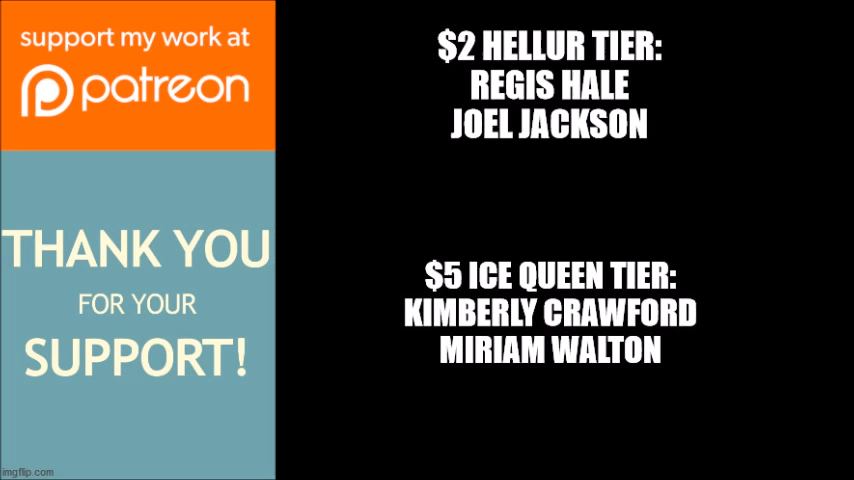 support my work at
patreon
THANK YOU
FOR YOUR
SUPPORT!
$2 HELLUR TIER:
REGIS HALE
JOEL JACKSON
$5 ICE QUEEN TIER:
KIMBERLY CRAWFORD
MIRIAM WALTON
imgflip.com